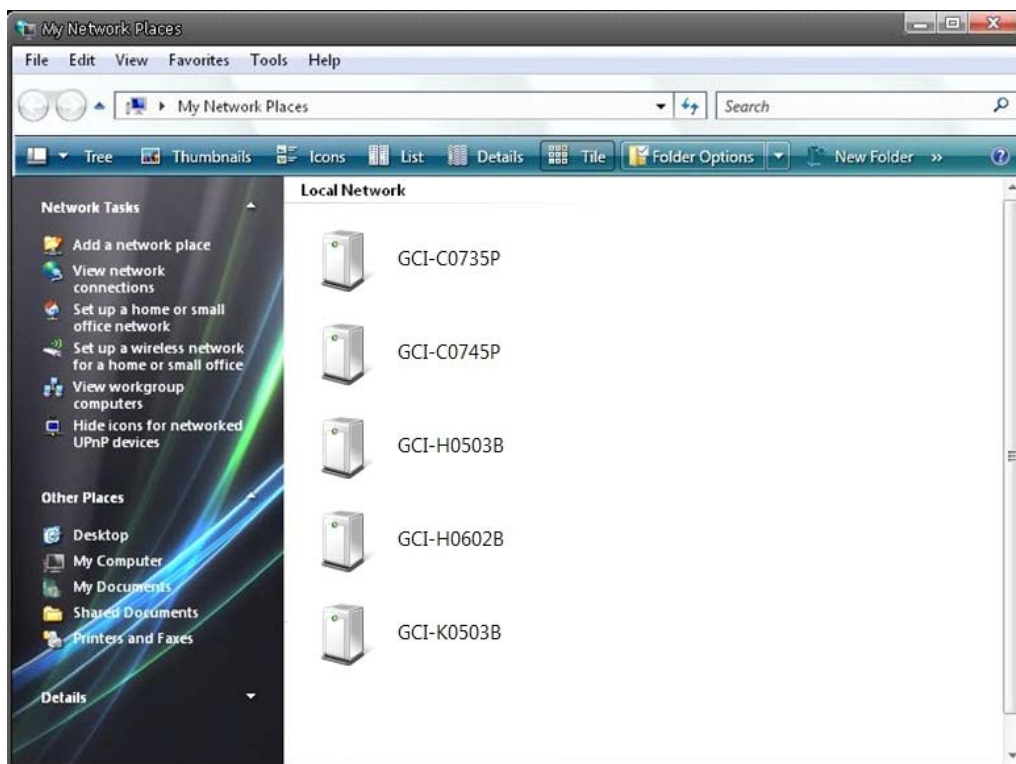 My Network Places
File Edit View Favorites Tools Help
My Network Places Search
Tree Thumbnails Icons List Details Tile Folder Options New Folder »
Network Tasks
Add a network place
View network
connections
Set up a home or small
office network
Set up a wireless network
for a home or small office
View workgroup
computers
Hide icons for networked
UPnP devices
Other Places
Desktop
My Computer
My Documents
Shared Documents
Printers and Faxes
Details
Local Network
GCI-C0735P
GCI-C0745P
GCI-H0503B
GCI-H0602B
GCI-K0503B